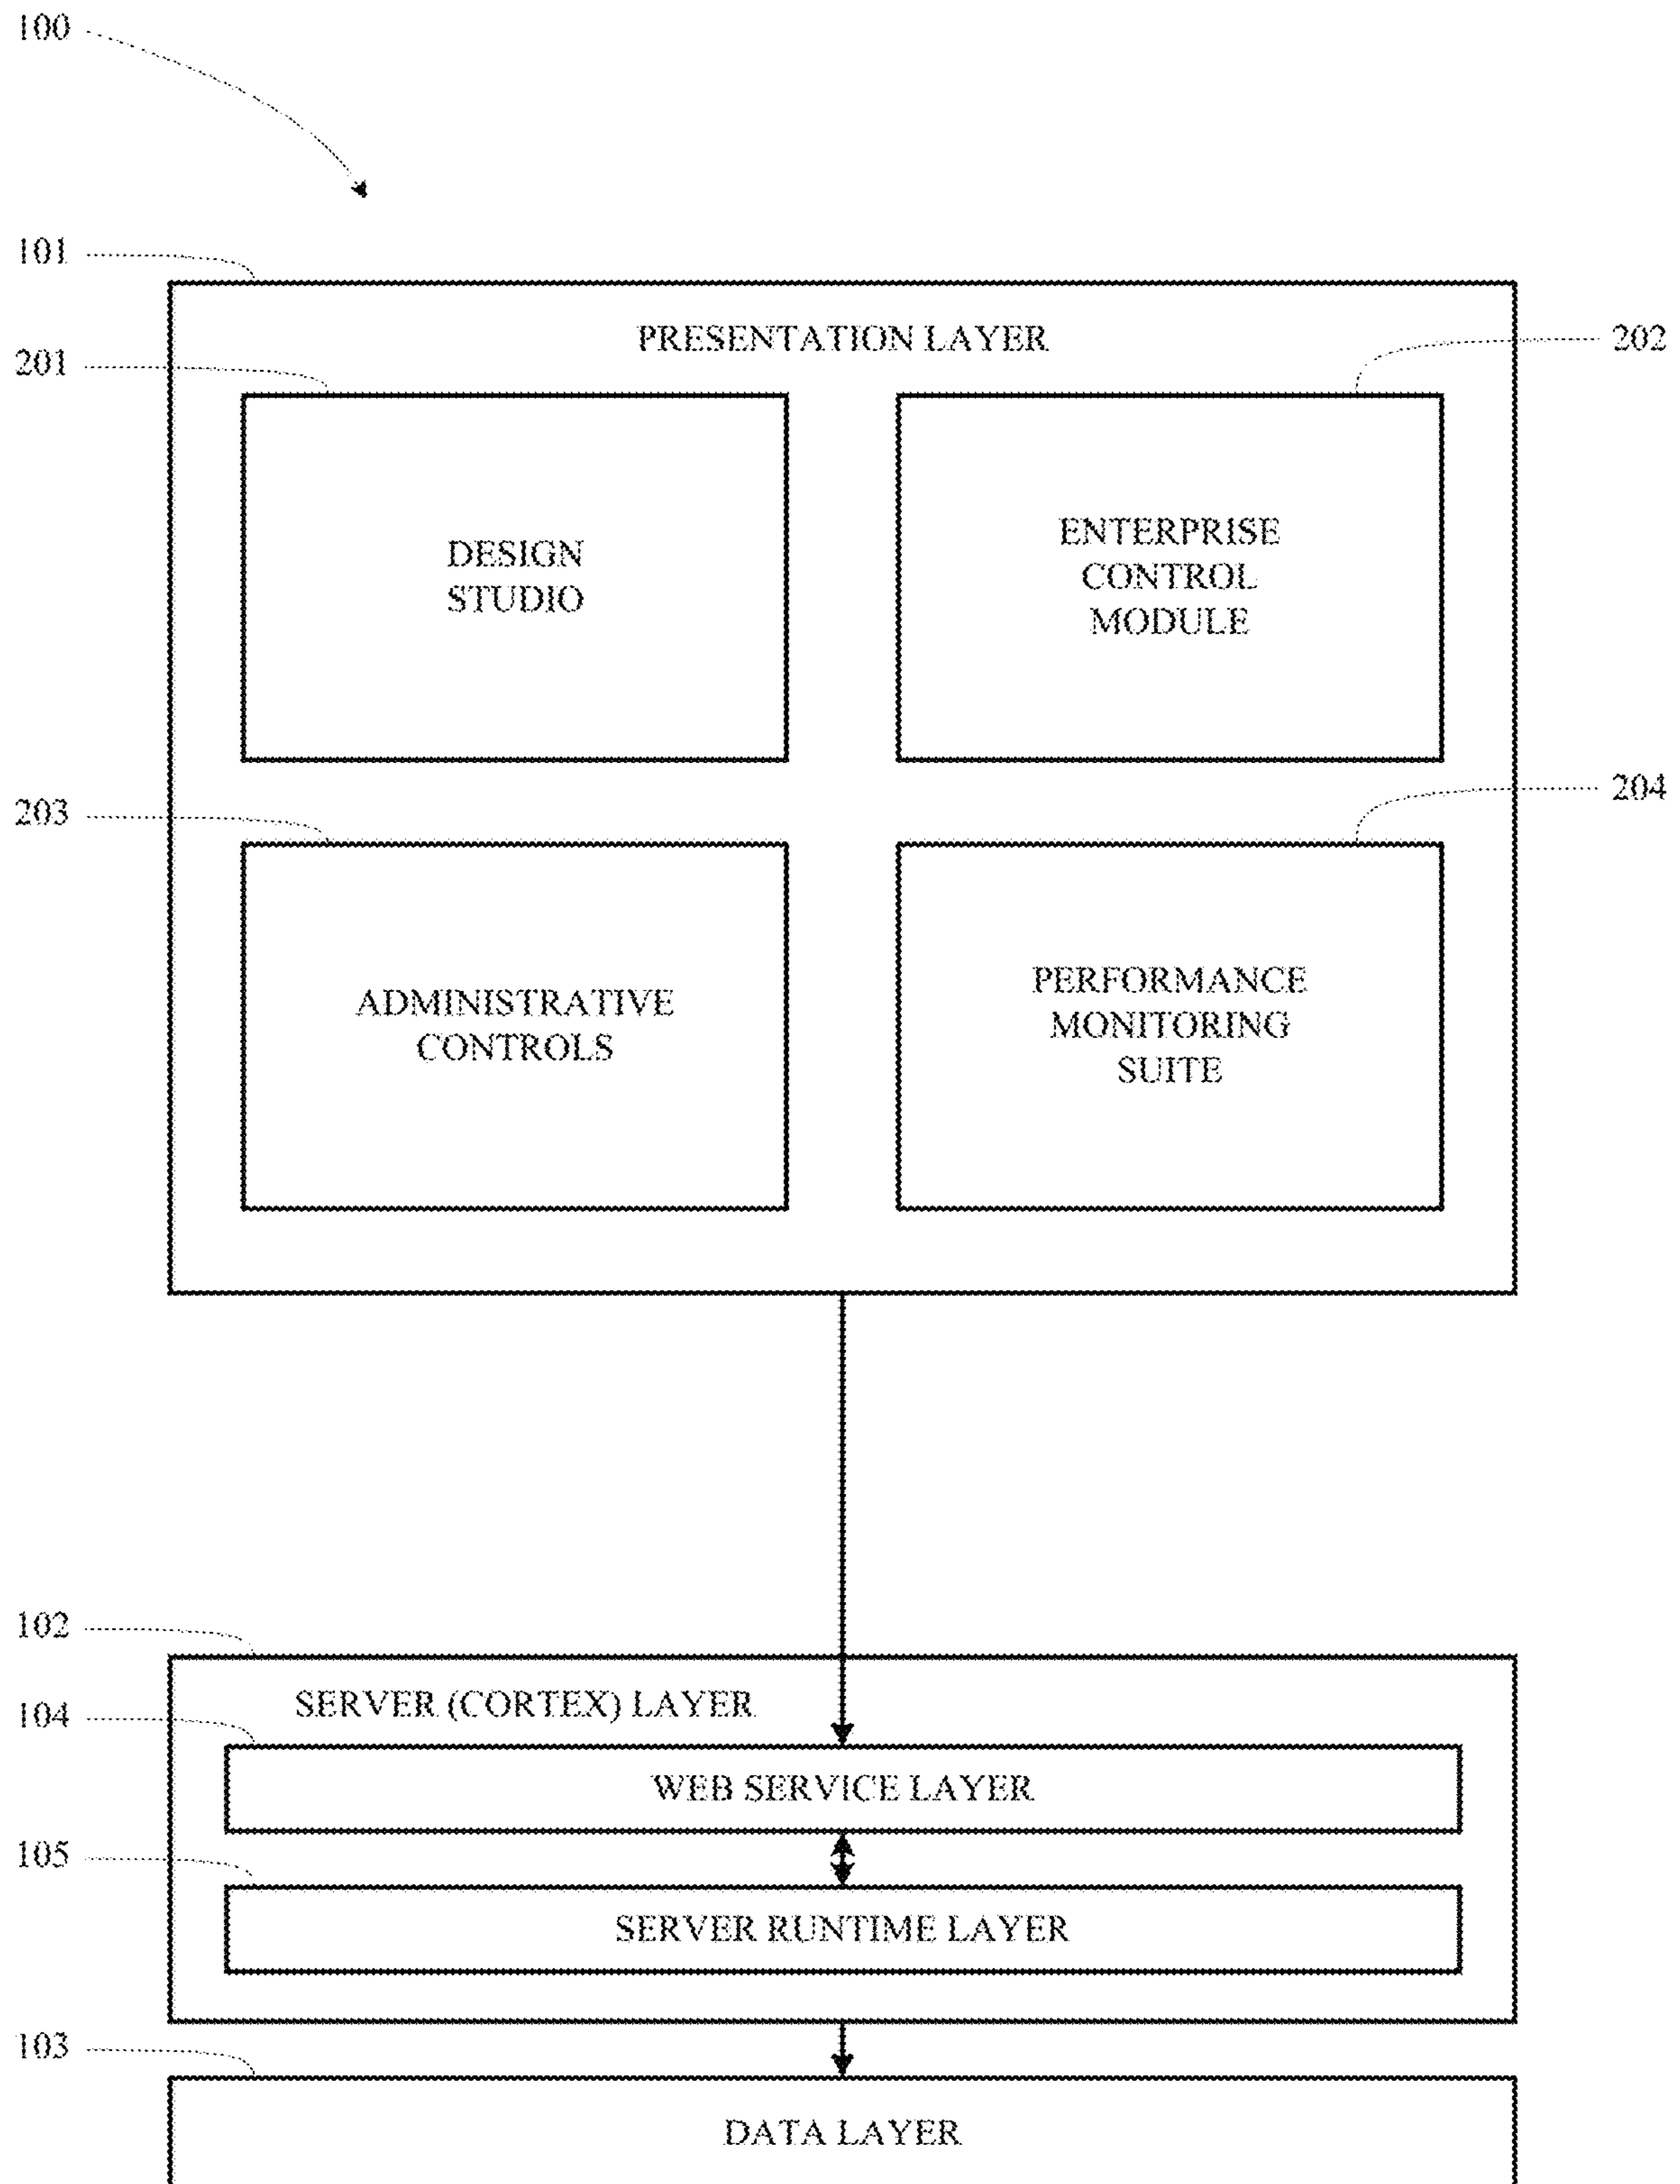 100
101
PRESENTATION LAYER
201
202
DESIGN
STUDIO
ENTERPRISE
CONTROL
MODULE
203
204
ADMINISTRATIVE
CONTROLS
PERFORMANCE
MONITORING
SUITE
102
SERVER (CORTEX) LAYER
104
WEB SERVICE LAYER
105
SERVER RUNTIME LAYER
103
DATA LAYER